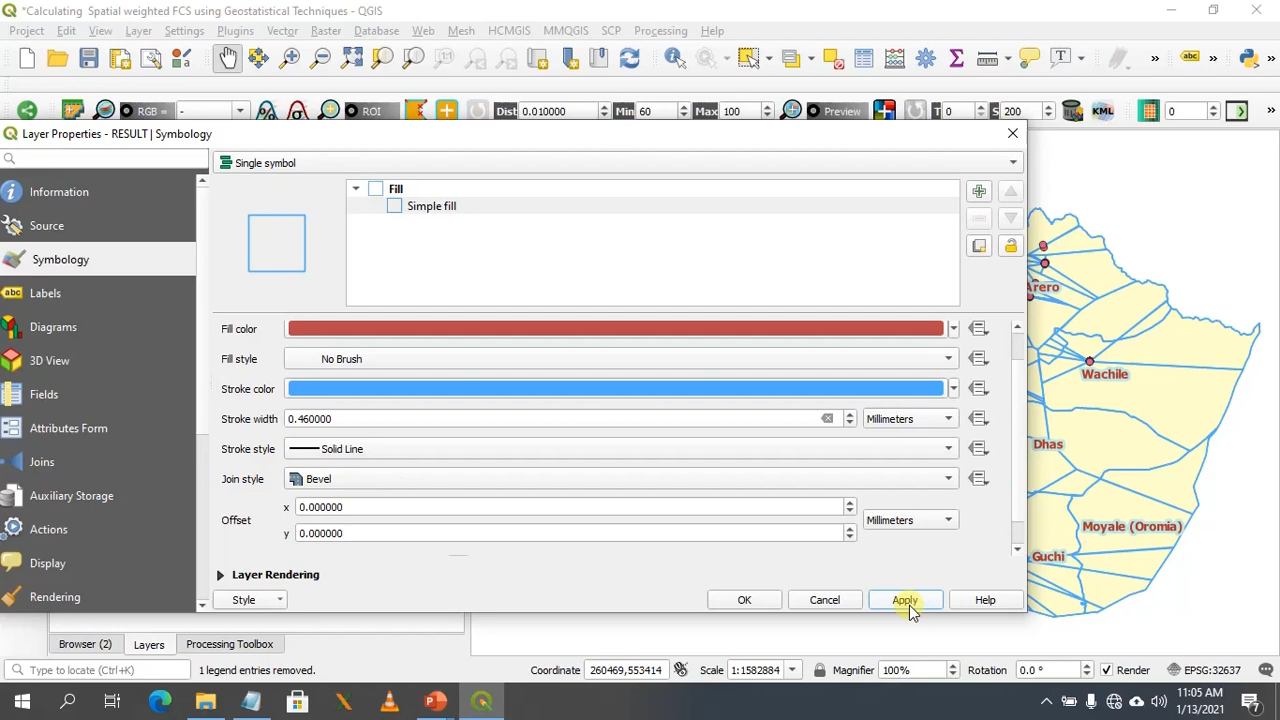 *Calculating Spatial weighted FCS using Geostatistical Techniques - QGIS
Project Edit View Layer Settings Plugins Vector Raster Database Web Mesh HCMGIS MMQGIS SCP Processing Help
abc
RGB = - ROI Dist 0.010000 Min 60 Max 100 Preview T 0 S 200 KML 0
Layer Properties - RESULT | Symbology
Single symbol
Information
Source
Symbology
abc Labels
Diagrams
3D View
Fields
Attributes Form
Joins
Auxiliary Storage
Actions
Display
Rendering
Fill
Simple fill
Fill color
Fill style No Brush
Stroke color
Stroke width 0.460000 Millimeters
Stroke style Solid Line
Join style Bevel
Offset x 0.000000 Millimeters
y 0.000000
Layer Rendering
Style OK Cancel Apply Help
Arero
Wachile
Dhas
Moyale (Oromia)
Guchi
Browser (2) Layers Processing Toolbox
Type to locate (Ctrl+K) 1 legend entries removed. Coordinate 260469,553414 Scale 1:1582884 Magnifier 100% Rotation 0.0 ° Render EPSG:32637
11:05 AM
1/13/2021
7